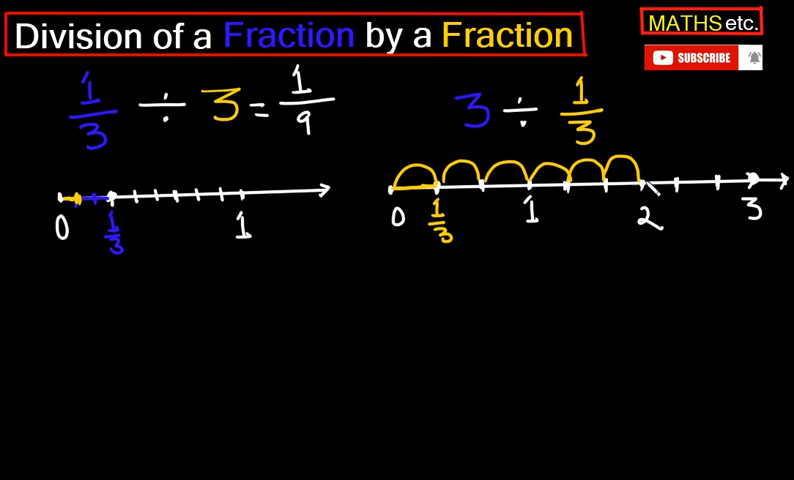 Division of a Fraction by a Fraction
MATHS etc.
SUBSCRIBE
1/3 ÷ 3 = 1/9
3 ÷ 1/3
0 1/3 1
0 1/3 1 2 3